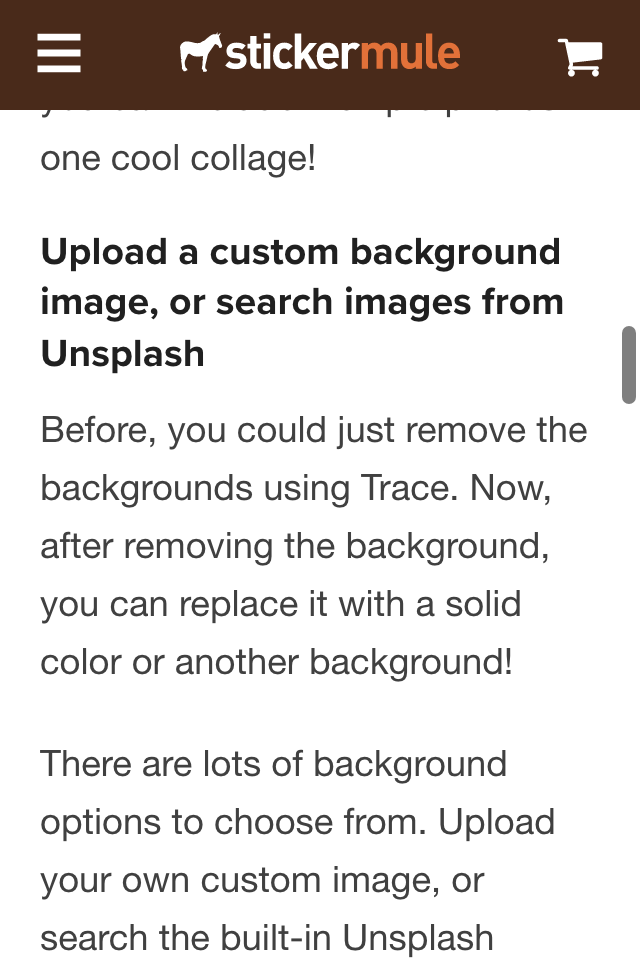 stickermule
one cool collage!
Upload a custom background
image, or search images from
Unsplash
Before, you could just remove the
backgrounds using Trace. Now,
after removing the background,
you can replace it with a solid
color or another background!
There are lots of background
options to choose from. Upload
your own custom image, or
search the built-in Unsplash